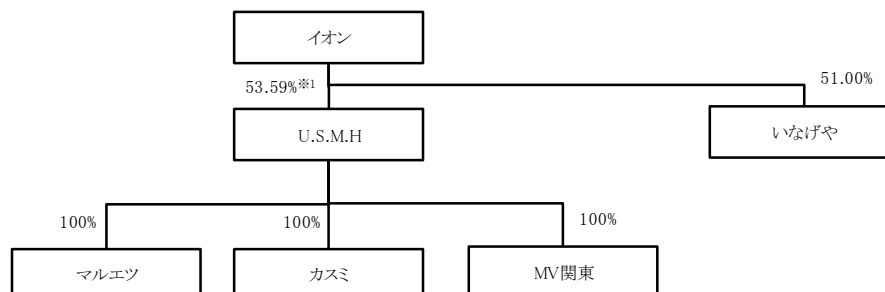 イオン
53.59%※1
51.00%
U.S.M.H
いなげや
100%
100%
100%
マルエツ
カスミ
MV関東